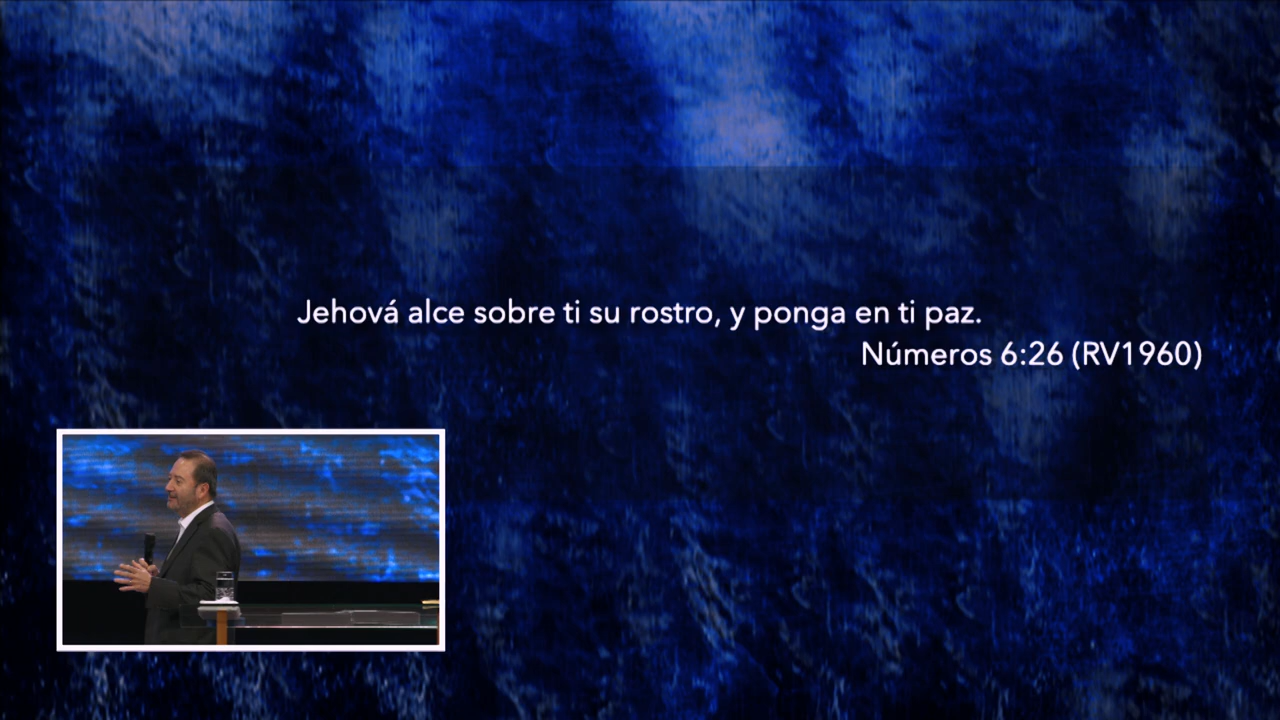 Jehová alce sobre ti su rostro, y ponga en ti paz.
Números 6:26 (RV1960)